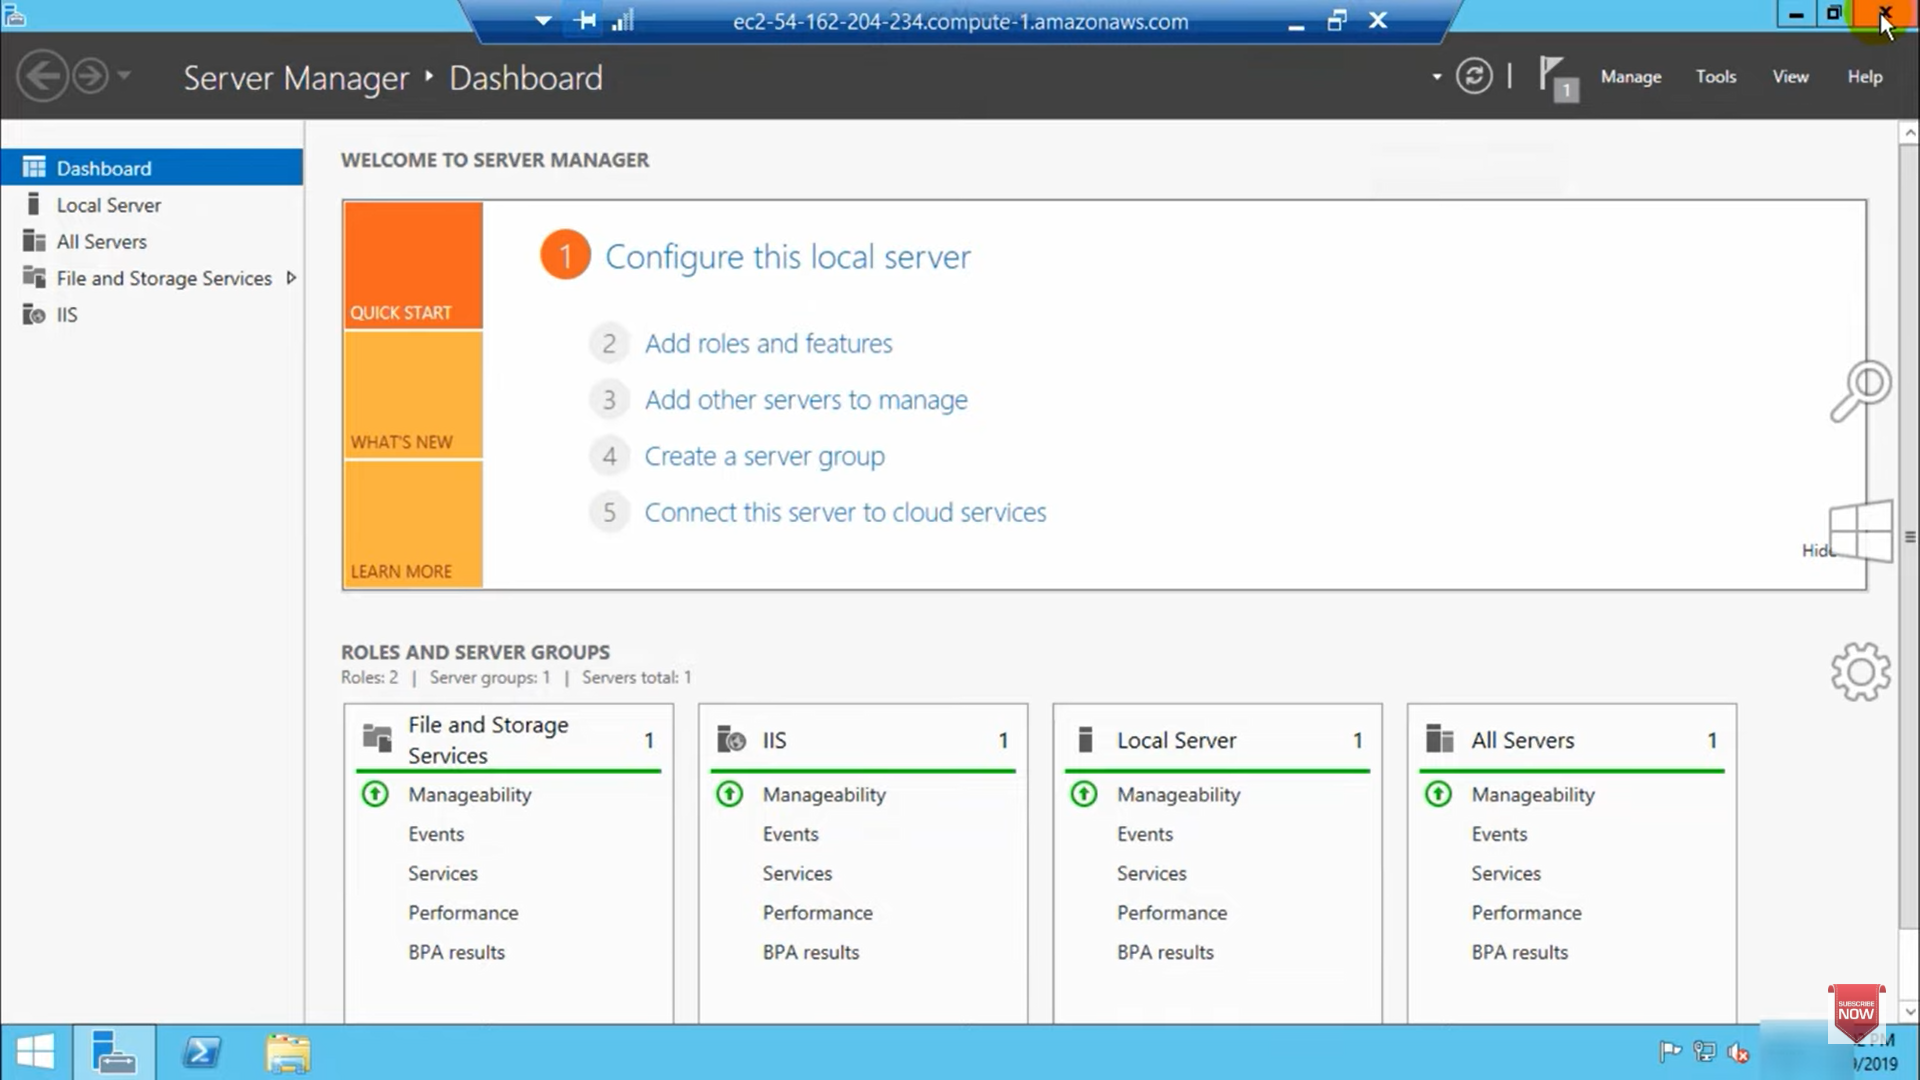 ec2-54-162-204-234.compute-1.amazonaws.com
Server Manager ‣ Dashboard
1
Manage
Tools
View
Help
Dashboard
Local Server
All Servers
File and Storage Services
IIS
WELCOME TO SERVER MANAGER
QUICK START
WHAT'S NEW
LEARN MORE
1 Configure this local server
2 Add roles and features
3 Add other servers to manage
4 Create a server group
5 Connect this server to cloud services
ROLES AND SERVER GROUPS
Roles: 2 | Server groups: 1 | Servers total: 1
File and Storage
Services
1
Manageability
Events
Services
Performance
BPA results
IIS
1
Manageability
Events
Services
Performance
BPA results
Local Server
1
Manageability
Events
Services
Performance
BPA results
All Servers
1
Manageability
Events
Services
Performance
BPA results
SUBSCRIBE
NOW
PM
/2019